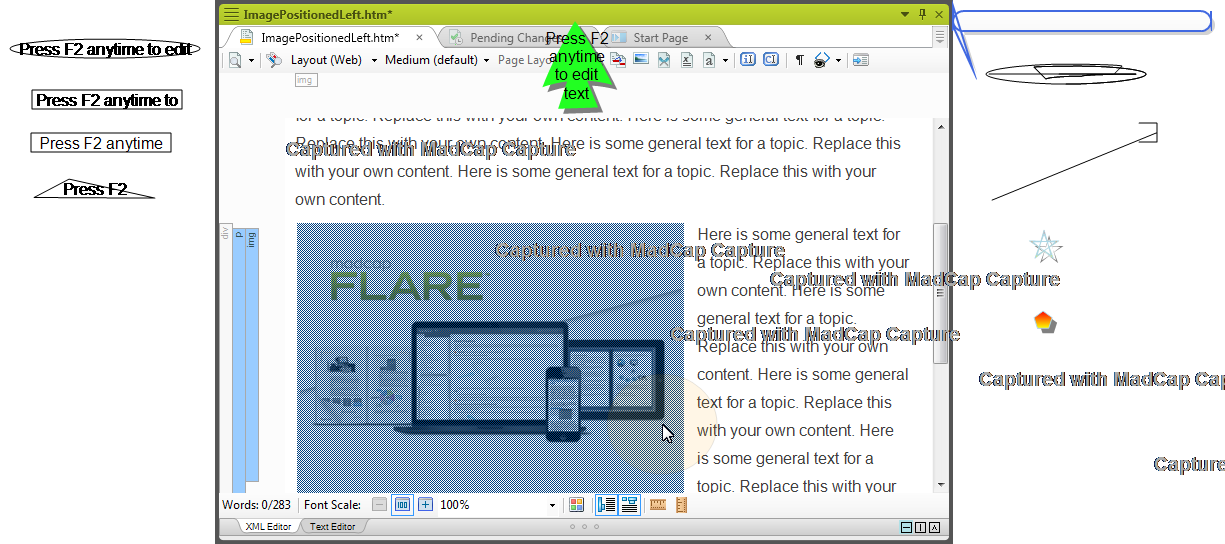 Press F2 anytime to edit
Press F2 anytime to
Press F2 anytime
Press F2
ImagePositionedLeft.htm*
ImagePositionedLeft.htm*
Pending Chang
Start Page
Press F2
anytime
to edit
text
Layout (Web)
Medium (default)
Page Layo
img
for a topic. Replace this with your own content. Here is some general text for a topic.
Replace this with your own content. Here is some general text for a topic. Replace this
with your own content. Here is some general text for a topic. Replace this with your
own content.
Captured with MadCap Capture
div
p
img
FLARE
Here is some general text for
a topic. Replace this with your
own content. Here is some
general text for a topic.
Replace this with your own
content. Here is some general
text for a topic. Replace this
with your own content. Here
is some general text for a
topic. Replace this with your
Captured with MadCap Capture
Captured with MadCap Capture
Captured with MadCap Capture
Captured with MadCap Cap
Capture
Words: 0/283
Font Scale:
100
100%
XML Editor
Text Editor